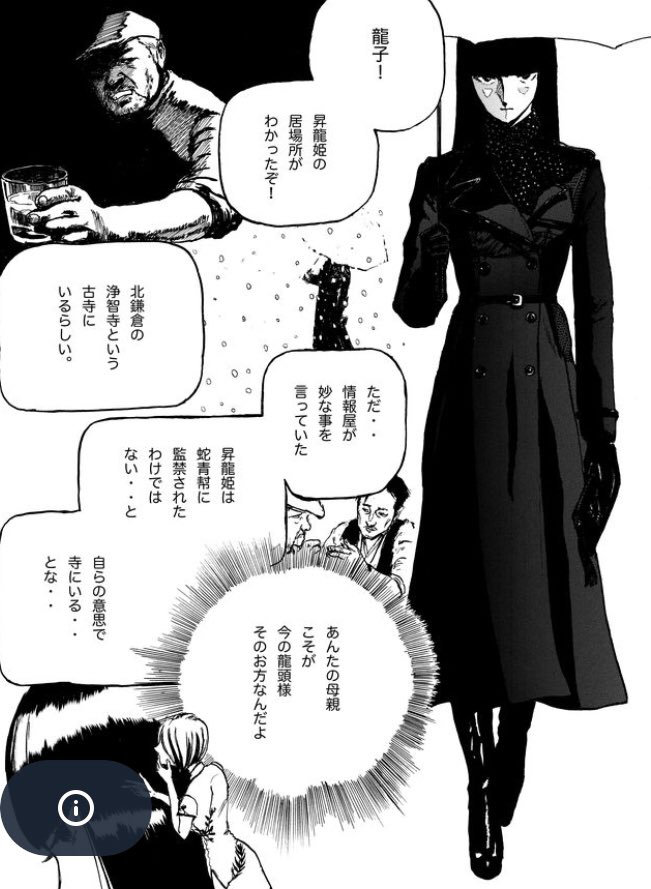 龍子！
昇龍姫の
居場所が
わかったぞ！
北鎌倉の
浄智寺という
古寺に
いるらしい。
ただ・・
情報屋が
妙な事を
言っていた
昇龍姫は
蛇青幇に
監禁された
わけでは
ない・・と
自らの意思で
寺にいる・・
とな・・
あんたの母親
こそが
今の龍頭様
そのお方なんだよ